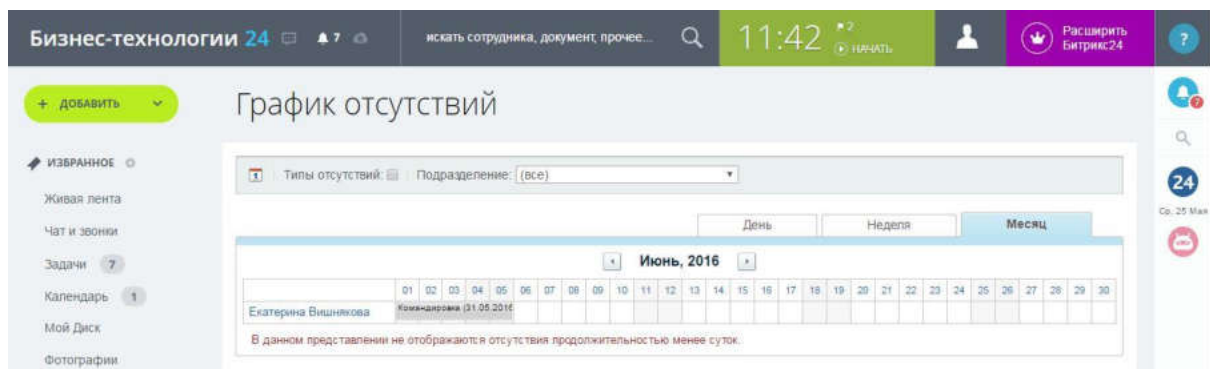 Бизнес-технологии 24
7
искать сотрудника, документ, прочее...
11:42
2
НАЧАТЬ
Расширить
Битрикс24
?
+ ДОБАВИТЬ
График отсутствий
7
ИЗБРАННОЕ
Живая лента
Чат и звонки
Задачи 7
Календарь 1
Мой Диск
Фотографии
1 Типы отсутствий: Подразделение: (все)
День Неделя Месяц
Июнь, 2016
01 02 03 04 05 06 07 08 09 10 11 12 13 14 15 16 17 18 19 20 21 22 23 24 25 26 27 28 29 30
Екатерина Вишнякова Командировка (31.05.2016
В данном представлении не отображаются отсутствия продолжительностью менее суток.
24
Ср, 25 Мая